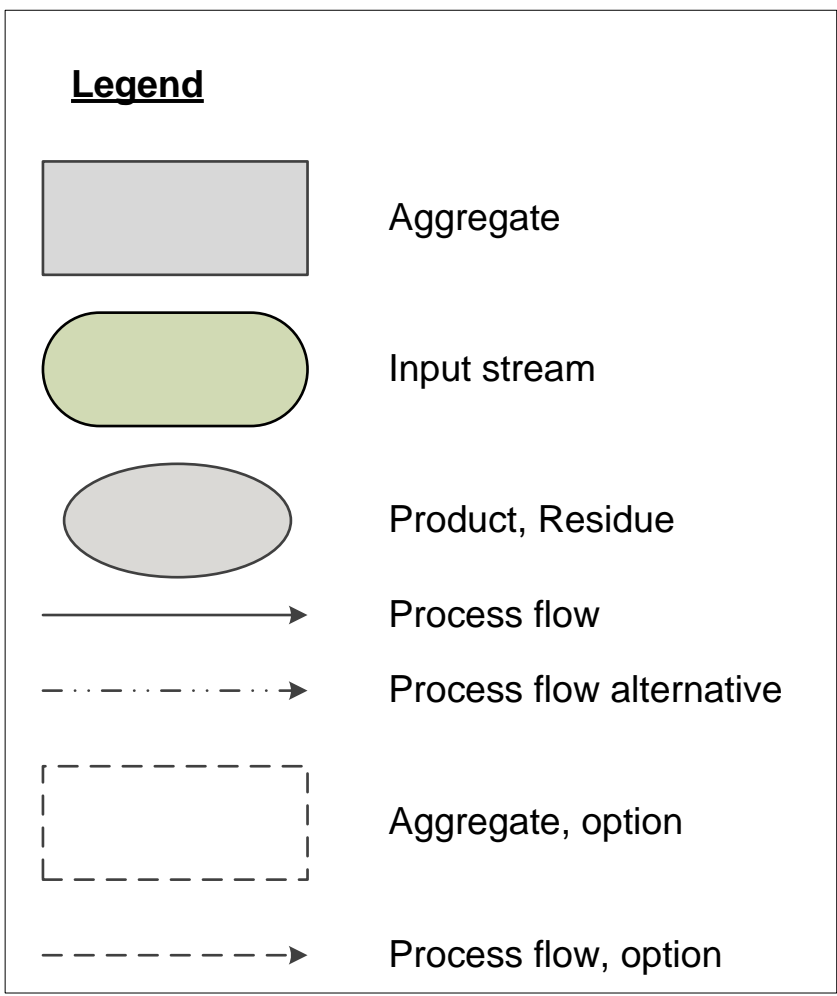 Legend
Aggregate
Input stream
Product, Residue
Process flow
Process flow alternative
Aggregate, option
Process flow, option